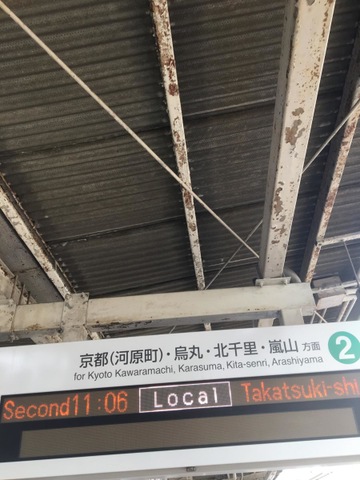 京都(河原町)・烏丸・北千里・嵐山 方面 2
for Kyoto Kawaramachi, Karasuma, Kita-senri, Arashiyama
Second 11:06 Local Takatsuki-shi